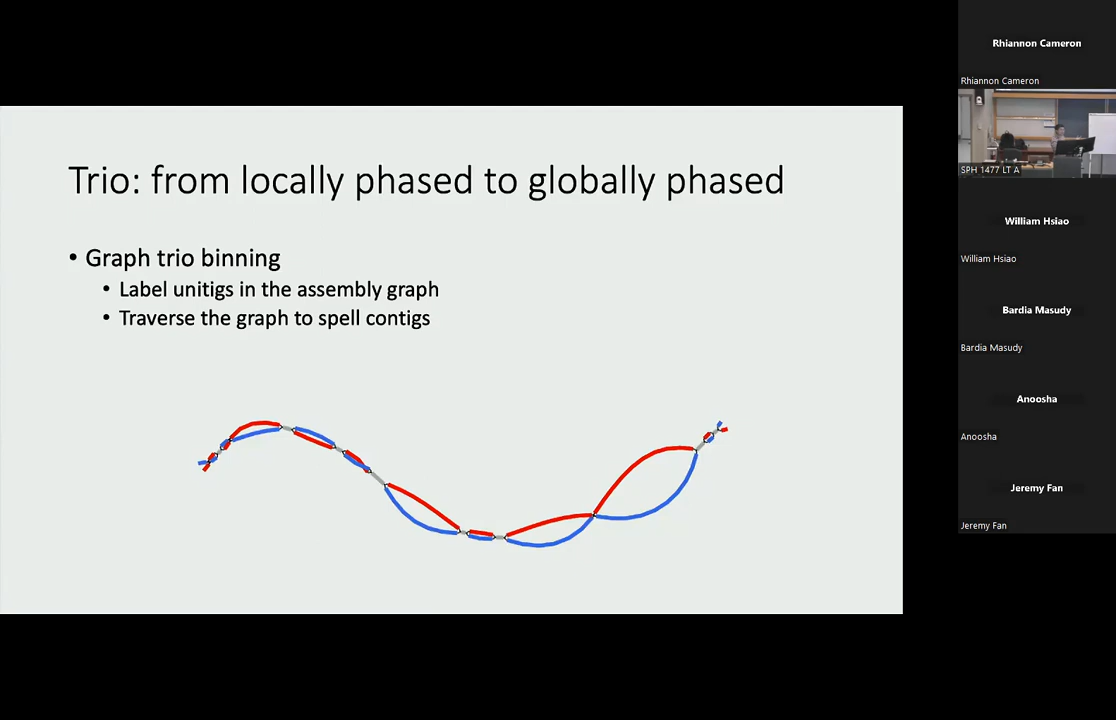 Trio: from locally phased to globally phased
• Graph trio binning
• Label unitigs in the assembly graph
• Traverse the graph to spell contigs
Rhiannon Cameron
Rhiannon Cameron
SPH 1477 LT A
William Hsiao
William Hsiao
Bardia Masudy
Bardia Masudy
Anoosha
Anoosha
Jeremy Fan
Jeremy Fan